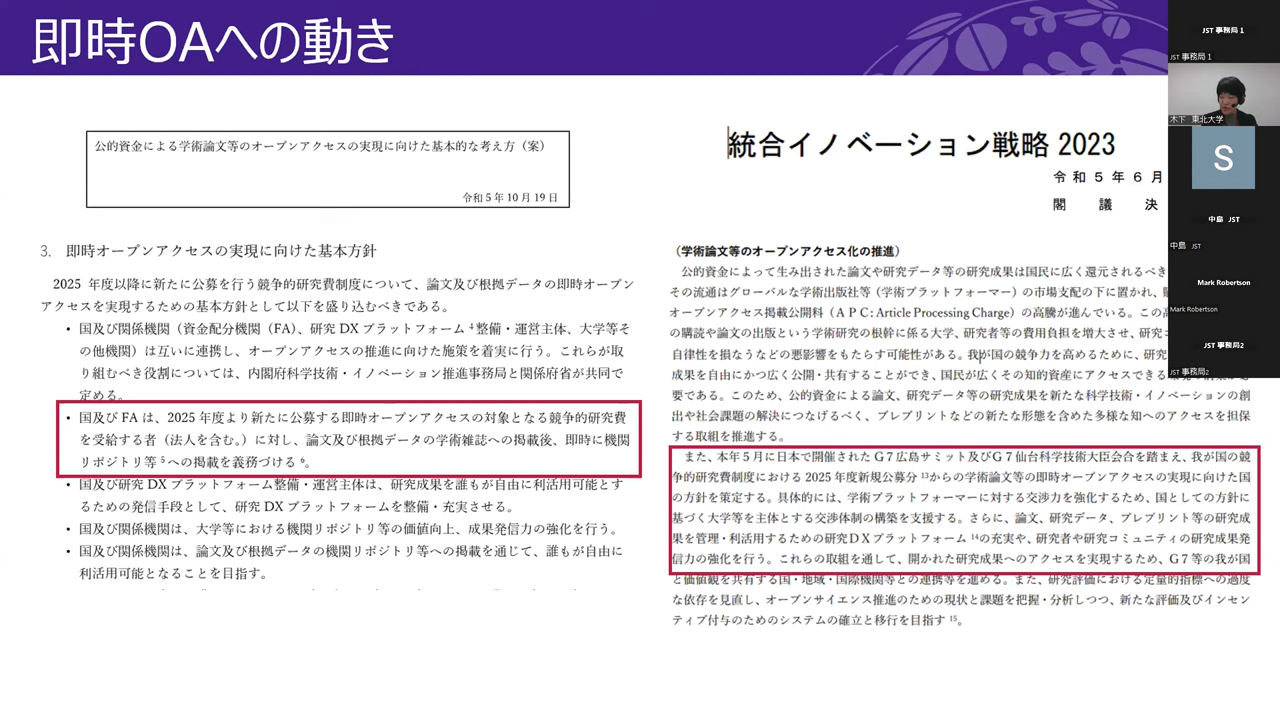 即時OAへの動き
公的資金による学術論文等のオープンアクセスの実現に向けた基本的な考え方（案）
令和5年10月19日
3. 即時オープンアクセスの実現に向けた基本方針
2025 年度以降に新たに公募を行う競争的研究費制度について、論文及び根拠データの即時オープン
アクセスを実現するための基本方針として以下を盛り込むべきである。
• 国及び関係機関（資金配分機関（FA）、研究 DX プラットフォーム 4整備・運営主体、大学等そ
の他機関）は互いに連携し、オープンアクセスの推進に向けた施策を着実に行う。これらが取
り組むべき役割については、内閣府科学技術・イノベーション推進事務局と関係府省が共同で
定める。
• 国及び FA は、2025 年度より新たに公募する即時オープンアクセスの対象となる競争的研究費
を受給する者（法人を含む。）に対し、論文及び根拠データの学術雑誌への掲載後、即時に機関
リポジトリ等 5 への掲載を義務づける 6。
国及び研究 DX プラットフォーム整備・運営主体は、研究成果を誰もが自由に利活用可能とす
るための発信手段として、研究 DX プラットフォームを整備・充実させる。
• 国及び関係機関は、大学等における機関リポジトリ等の価値向上、成果発信力の強化を行う。
• 国及び関係機関は、論文及び根拠データの機関リポジトリ等への掲載を通じて、誰もが自由に
利活用可能となることを目指す。
統合イノベーション戦略 2023
令和５年６月
閣議決
（学術論文等のオープンアクセス化の推進）
公的資金によって生み出された論文や研究データ等の研究成果は国民に広く還元されるべき
その流通はグローバルな学術出版社等（学術プラットフォーマー）の市場支配の下に置かれ、
オープンアクセス掲載公開料（ＡＰＣ: Article Processing Charge）の高騰が進んでいる。この
の購読や論文の出版という学術研究の根幹に係る大学、研究者等の費用負担を増大させ、研究
自律性を損なうなどの悪影響をもたらす可能性がある。我が国の競争力を高めるために、研究
成果を自由にかつ広く公開・共有することができ、国民が広くその知的資産にアクセスできる
要である。このため、公的資金による論文、研究データ等の研究成果を新たな科学技術・イノベーションの創
出や社会課題の解決につなげるべく、プレプリントなどの新たな形態を含めた多様な知へのアクセスを担保
する取組を推進する。
また、本年５月に日本で開催されたＧ７広島サミット及びＧ７仙台科学技術大臣会合を踏まえ、我が国の競
争的研究費制度における 2025 年度新規公募分 13からの学術論文等の即時オープンアクセスの実現に向けた国
の方針を策定する。具体的には、学術プラットフォーマーに対する交渉力を強化するため、国としての方針に
基づく大学等を主体とする交渉体制の構築を支援する。さらに、論文、研究データ、プレプリント等の研究成
果を管理・利活用するための研究ＤＸプラットフォーム 14の充実や、研究者や研究コミュニティの研究成果発
信力の強化を行う。これらの取組を通して、開かれた研究成果へのアクセスを実現するため、Ｇ７等の我が国
と価値観を共有する国・地域・国際機関等との連携等を進める。また、研究評価における定量的指標への過度
な依存を見直し、オープンサイエンス推進のための現状と課題を把握・分析しつつ、新たな評価及びインセン
ティブ付与のためのシステムの確立と移行を目指す 15。
JST 事務局 1
JST 事務局 1
木下 東北大学
S
中島 JST
中島 JST
Mark Robertson
Mark Robertson
JST 事務局2
JST 事務局2